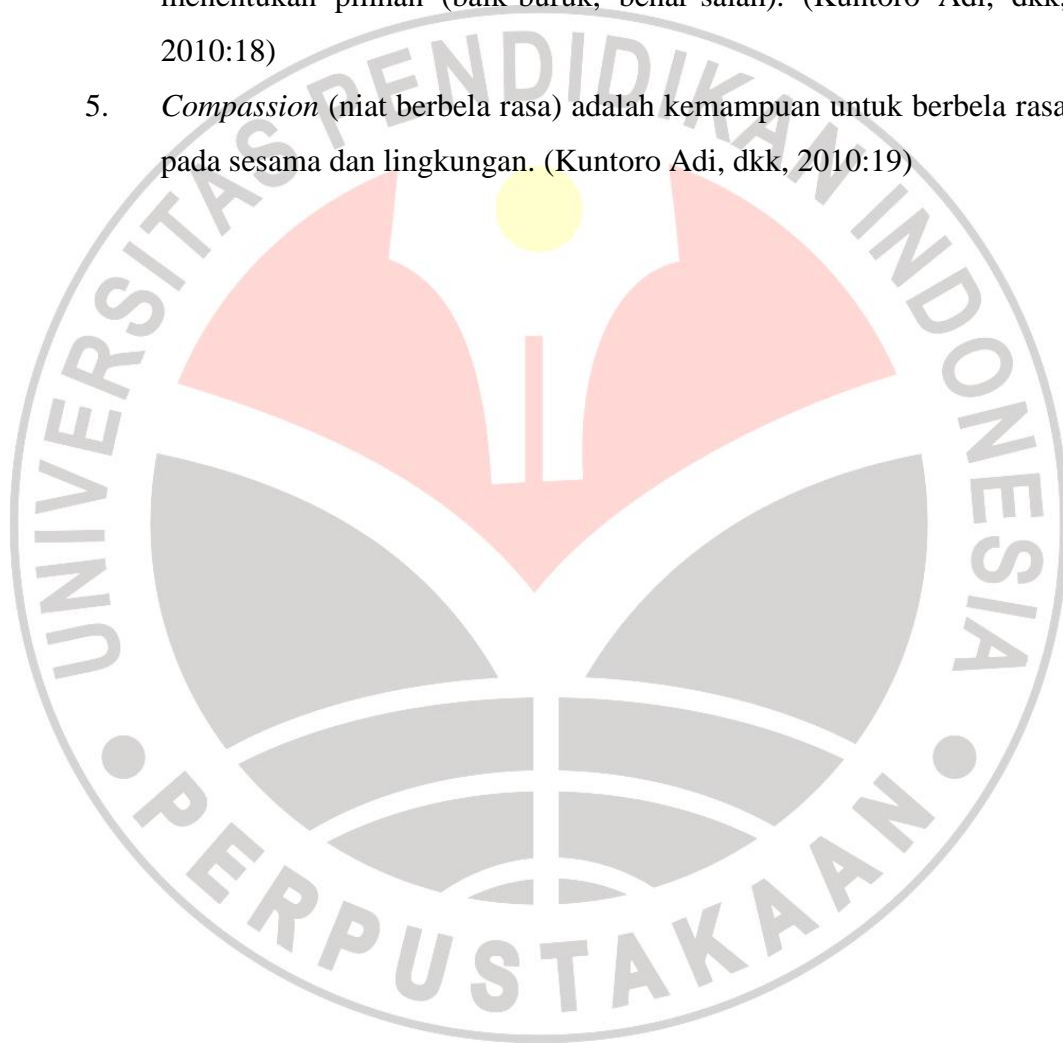 menentukan pilihan (baik-buruk, benar-salah). (Kuntoro Adi, dkk,
2010:18)
5. Compassion (niat berbela rasa) adalah kemampuan untuk berbela rasa
pada sesama dan lingkungan. (Kuntoro Adi, dkk, 2010:19)
UNIVERSITAS PENDIDIKAN INDONESIA
PERPUSTAKAAN